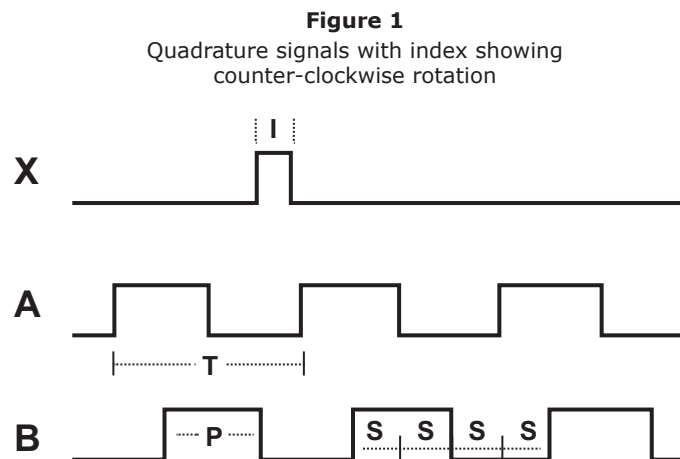 Figure 1
Quadrature signals with index showing
counter-clockwise rotation
I
X
A
T
B
P
S S S S